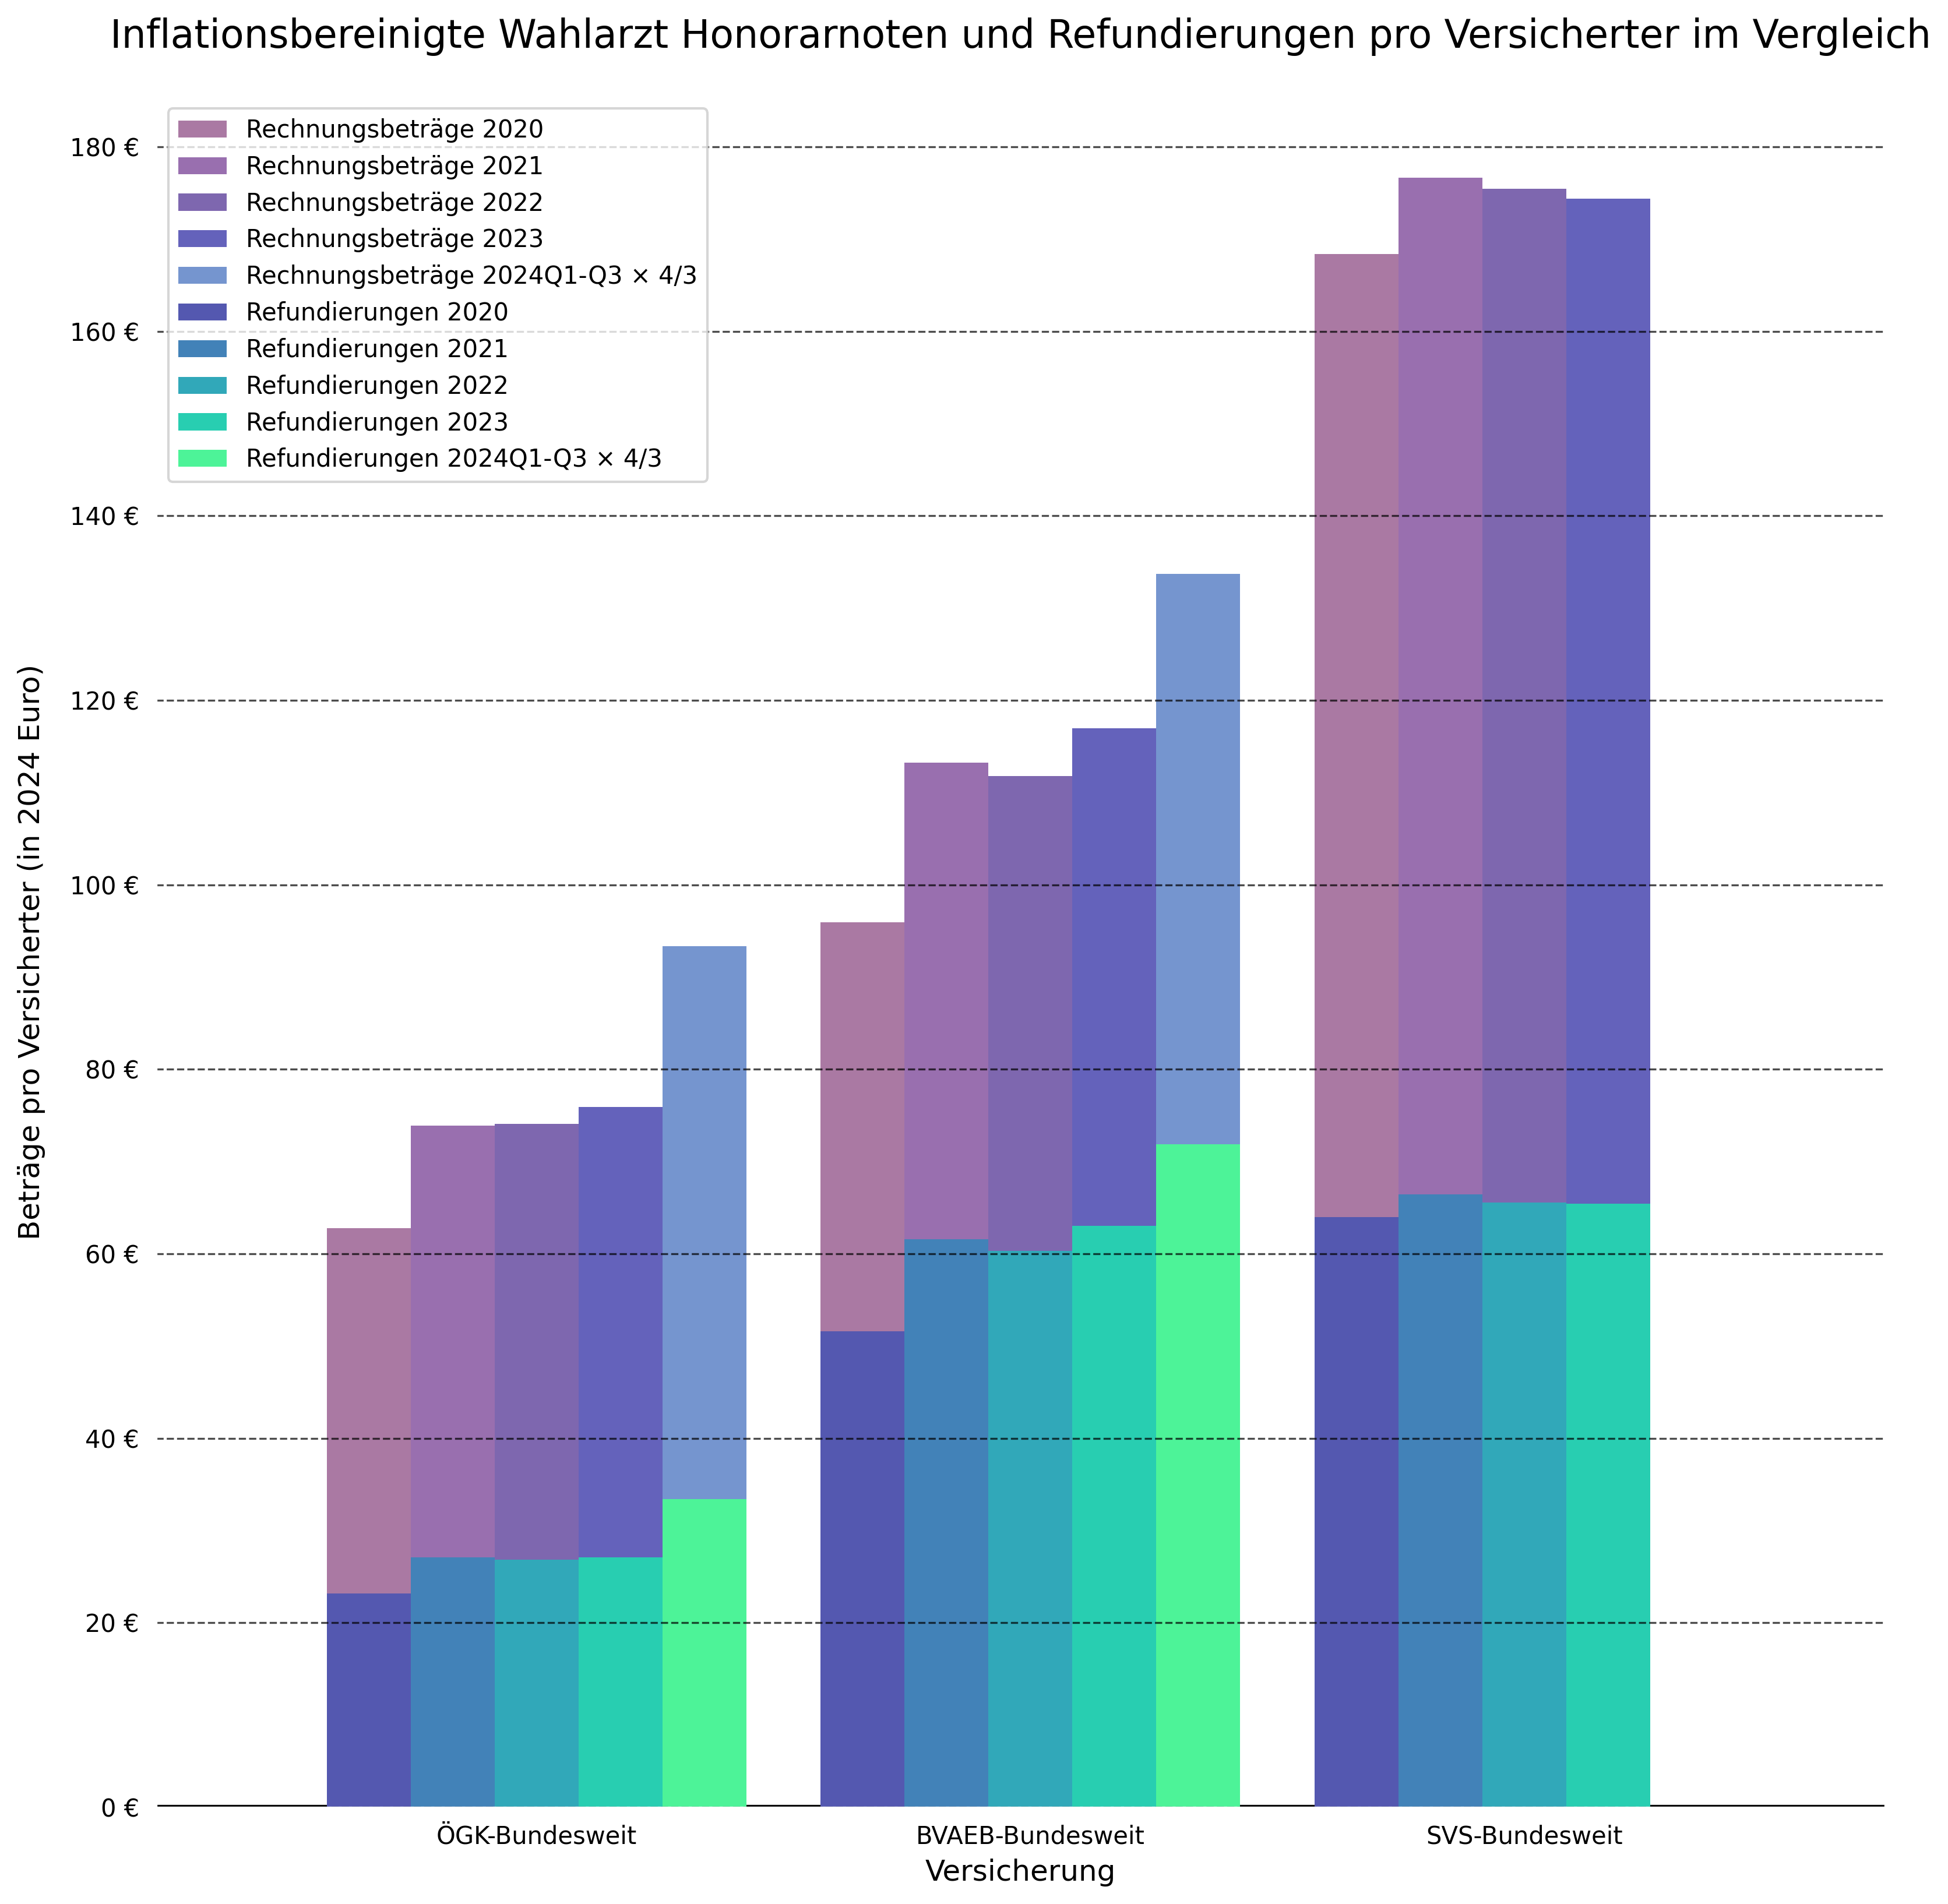 Inflationsbereinigte Wahlarzt Honorarnoten und Refundierungen pro Versicherter im Vergleich
Rechnungsbeträge 2020
Rechnungsbeträge 2021
Rechnungsbeträge 2022
Rechnungsbeträge 2023
Rechnungsbeträge 2024Q1-Q3 × 4/3
Refundierungen 2020
Refundierungen 2021
Refundierungen 2022
Refundierungen 2023
Refundierungen 2024Q1-Q3 × 4/3
Beträge pro Versicherter (in 2024 Euro)
180 €
160 €
140 €
120 €
100 €
80 €
60 €
40 €
20 €
0 €
ÖGK-Bundesweit
BVAEB-Bundesweit
SVS-Bundesweit
Versicherung